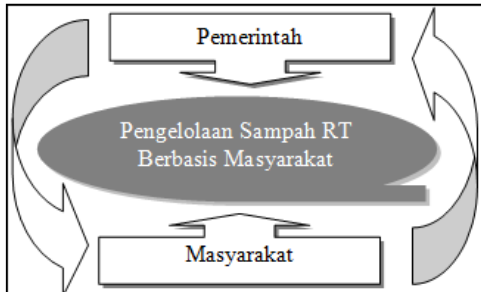 Pemerintah
Pengelolaan Sampah RT
Berbasis Masyarakat
Masyarakat